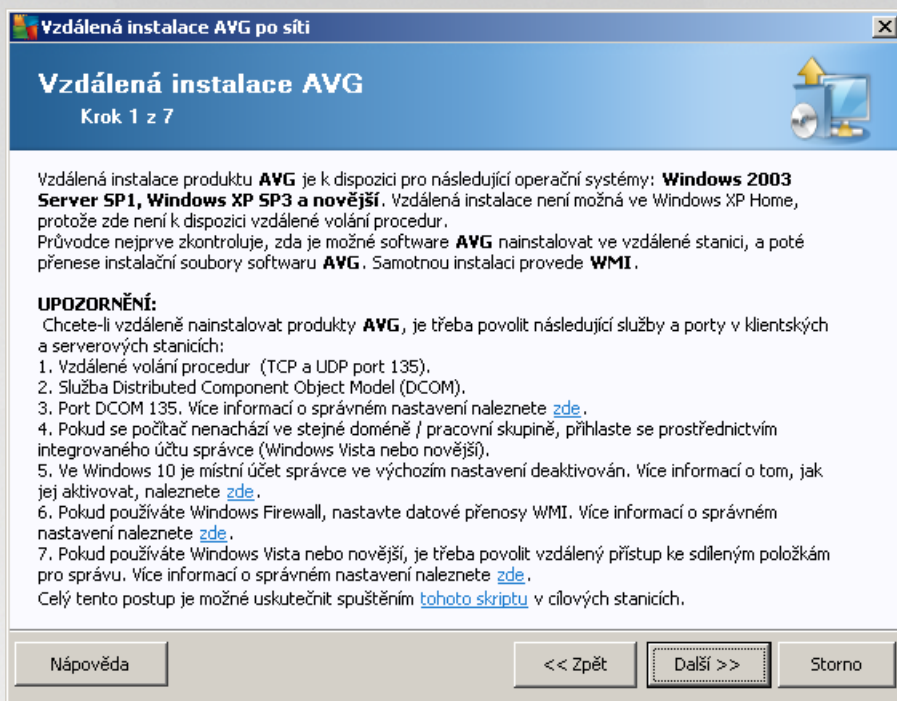 Vzdálená instalace AVG po síti
Vzdálená instalace AVG
Krok 1 z 7
Vzdálená instalace produktu AVG je k dispozici pro následující operační systémy: Windows 2003
Server SP1, Windows XP SP3 a novější. Vzdálená instalace není možná ve Windows XP Home,
protože zde není k dispozici vzdálené volání procedur.
Průvodce nejprve zkontroluje, zda je možné software AVG nainstalovat ve vzdálené stanici, a poté
přenese instalační soubory softwaru AVG. Samotnou instalaci provede WMI.
UPOZORNĚNÍ:
Chcete-li vzdáleně nainstalovat produkty AVG, je třeba povolit následující služby a porty v klientských
a serverových stanicích:
1. Vzdálené volání procedur (TCP a UDP port 135).
2. Služba Distributed Component Object Model (DCOM).
3. Port DCOM 135. Více informací o správném nastavení naleznete zde.
4. Pokud se počítač nenachází ve stejné doméně / pracovní skupině, přihlaste se prostřednictvím
integrovaného účtu správce (Windows Vista nebo novější).
5. Ve Windows 10 je místní účet správce ve výchozím nastavení deaktivován. Více informací o tom, jak
jej aktivovat, naleznete zde.
6. Pokud používáte Windows Firewall, nastavte datové přenosy WMI. Více informací o správném
nastavení naleznete zde.
7. Pokud používáte Windows Vista nebo novější, je třeba povolit vzdálený přístup ke sdíleným položkám
pro správu. Více informací o správném nastavení naleznete zde.
Celý tento postup je možné uskutečnit spuštěním tohoto skriptu v cílových stanicích.
Nápověda
<< Zpět
Další >>
Storno